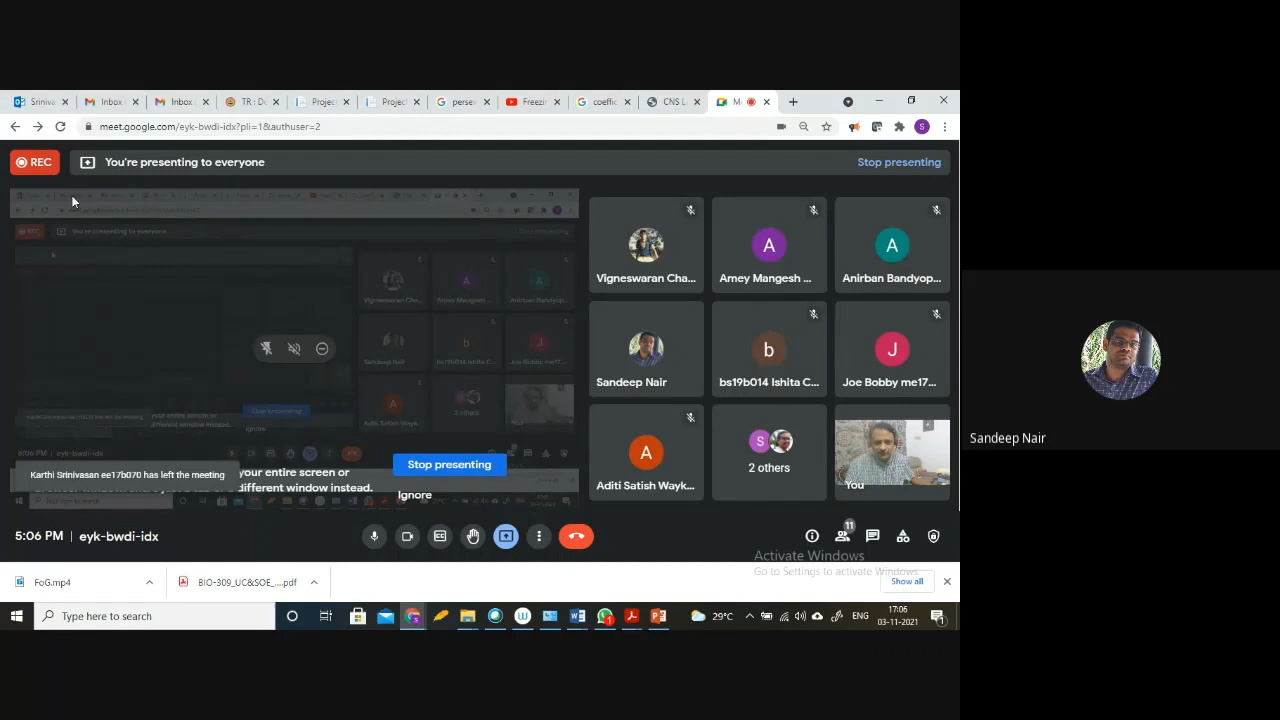 Sriniva
Inbox
Inbox
TR : De
Project
Project
perse
Freezin
coeffic
CNS L
M
meet.google.com/eyk-bwdi-idx?pli=1&authuser=2
S
REC
You're presenting to everyone
Stop presenting
Vigneswaran Cha...
A
Amey Mangesh ...
A
Anirban Bandyop...
Sandeep Nair
b
bs19b014 Ishita C...
J
Joe Bobby me17...
A
Aditi Satish Wayk...
S
2 others
You
Sandeep Nair
your entire screen or
different window instead.
Stop presenting
Ignore
Karthi Srinivasan ee17b070 has left the meeting
5:06 PM | eyk-bwdi-idx
11
Activate Windows
Go to Settings to activate Windows.
FoG.mp4
BIO-309_UC&SOE_....pdf
Show all
Type here to search
29°C
ENG
17:06
03-11-2021
1